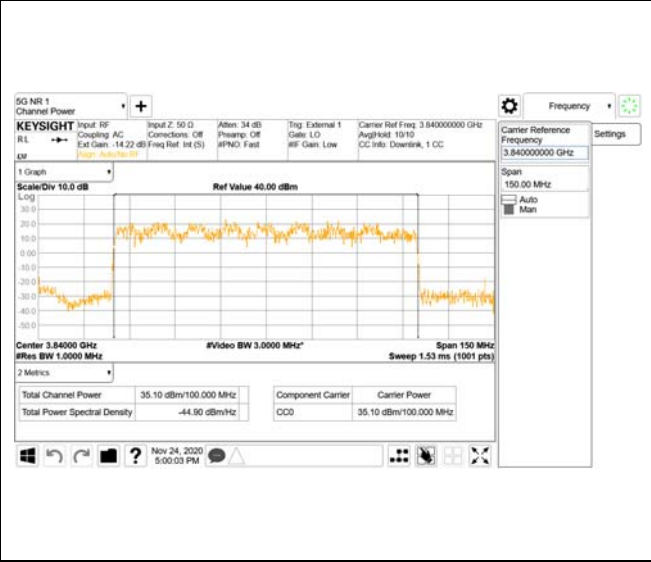 5G NR 1
Channel Power
Frequency
KEYSIGHT
R L
Input: RF
Coupling: AC
Ext Gain: -14.22 dB
Align: Auto/No RF
Input Z: 50 Ω
Corrections: Off
Freq Ref: Int (S)
Atten: 34 dB
Preamp: Off
#PNO: Fast
Trig: External 1
Gate: LO
#IF Gain: Low
Carrier Ref Freq: 3.840000000 GHz
Avg|Hold: 10/10
CC Info: Downlink, 1 CC
Carrier Reference
Frequency
3.840000000 GHz
Settings
Span
150.00 MHz
Auto
Man
1 Graph
Scale/Div 10.0 dB
Ref Value 40.00 dBm
Log
30.0
20.0
10.0
0.00
-10.0
-20.0
-30.0
-40.0
-50.0
Center 3.84000 GHz
#Video BW 3.0000 MHz*
Span 150 MHz
#Res BW 1.0000 MHz
Sweep 1.53 ms (1001 pts)
2 Metrics
Total Channel Power 35.10 dBm/100.000 MHz
Total Power Spectral Density -44.90 dBm/Hz
Component Carrier Carrier Power
CC0 35.10 dBm/100.000 MHz
?
Nov 24, 2020
5:00:03 PM